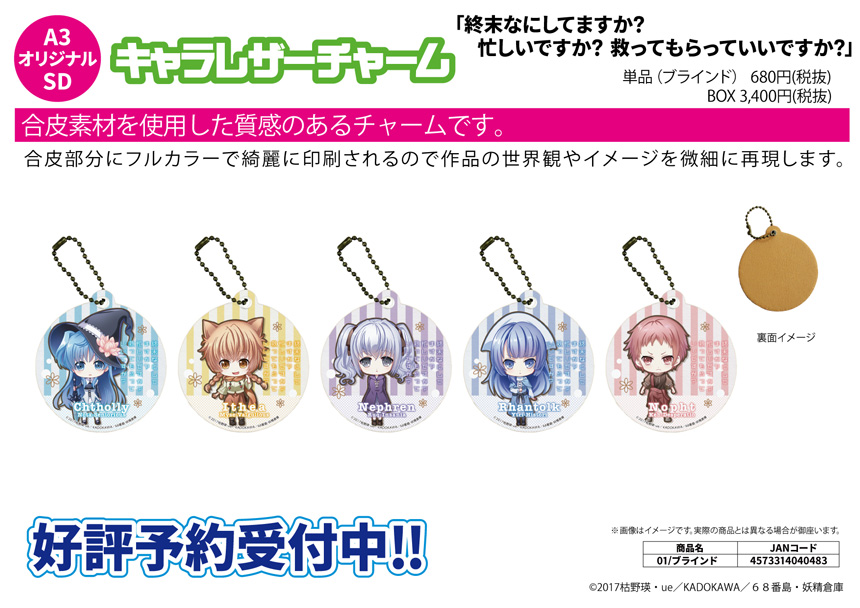 A3
オリジナル
SD
キャラレザーチャーム
「終末なにしてますか?
忙しいですか? 救ってもらっていいですか?」
単品（ブラインド） 680円(税抜)
BOX 3,400円(税抜)
合皮素材を使用した質感のあるチャームです。
合皮部分にフルカラーで綺麗に印刷されるので作品の世界観やイメージを微細に再現します。
裏面イメージ
Chtholly
Ithea
Nephren
Rhantolk
Nopht
好評予約受付中!!
※画像はイメージです。実際の商品とは異なる場合が御座います。
商品名 JANコード
01/ブラインド 4573314040483
©2017枯野瑛・ue／KADOKAWA／６８番島・妖精倉庫